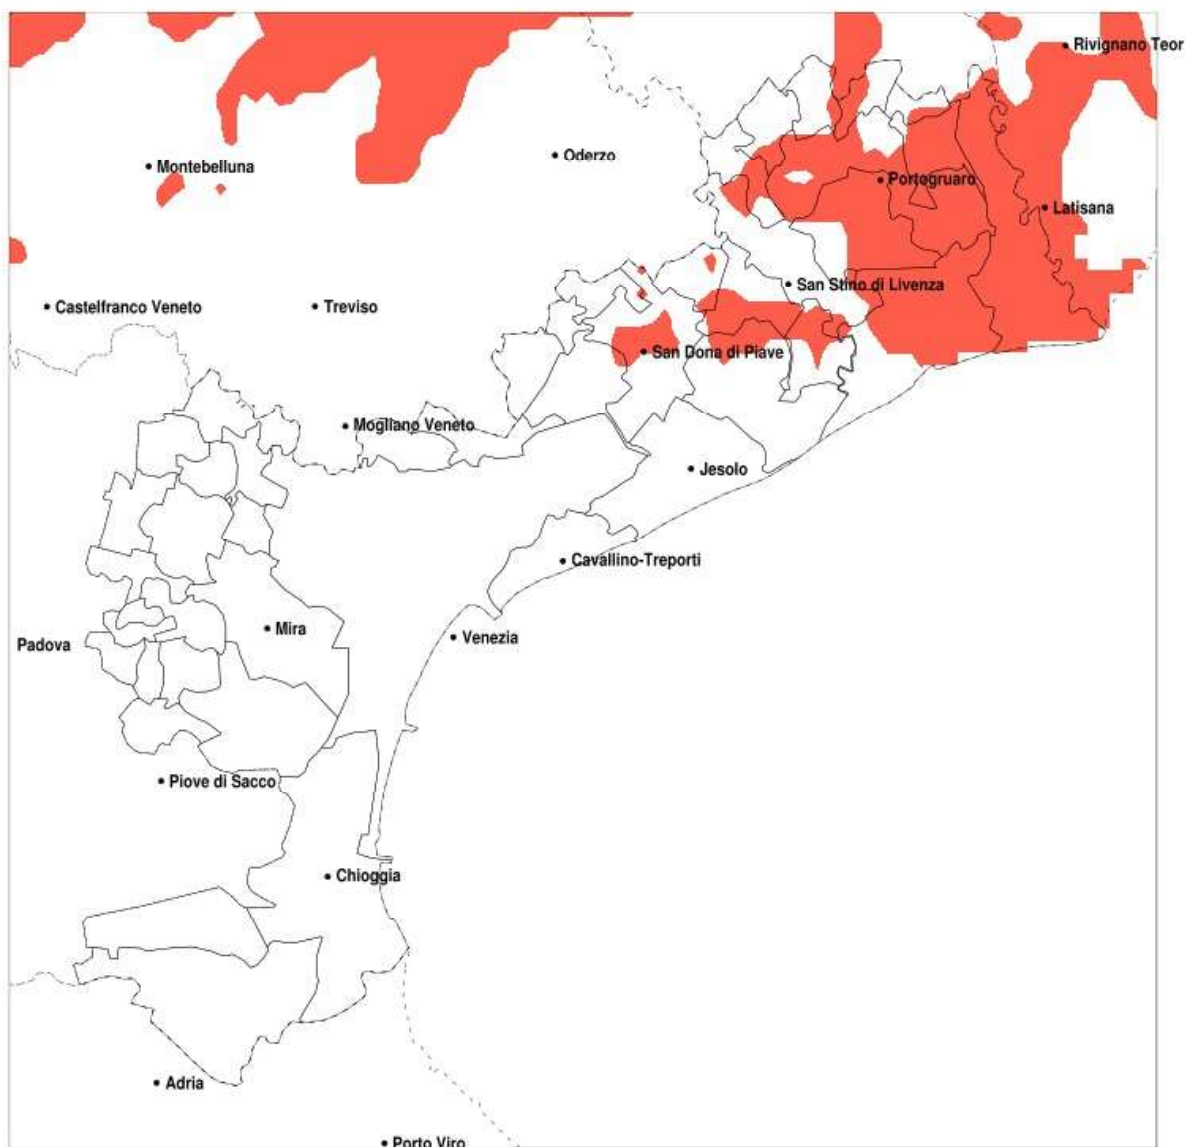 Rivignano Teor
Oderzo
Montebelluna
Portogruaro
Latisana
San Stino di Livenza
Castelfranco Veneto
Treviso
San Dona di Piave
Mogliano Veneto
Jesolo
Cavallino-Treporti
Mira
Venezia
Padova
Piove di Sacco
Chioggia
Adria
Porto Viro